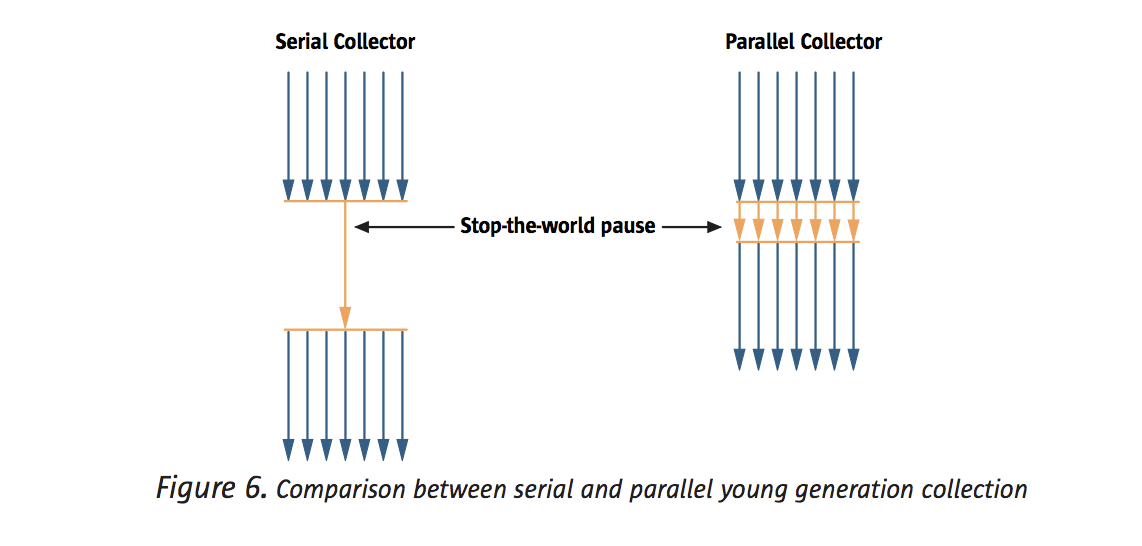 Serial Collector
Parallel Collector
Stop-the-world pause
Figure 6. Comparison between serial and parallel young generation collection